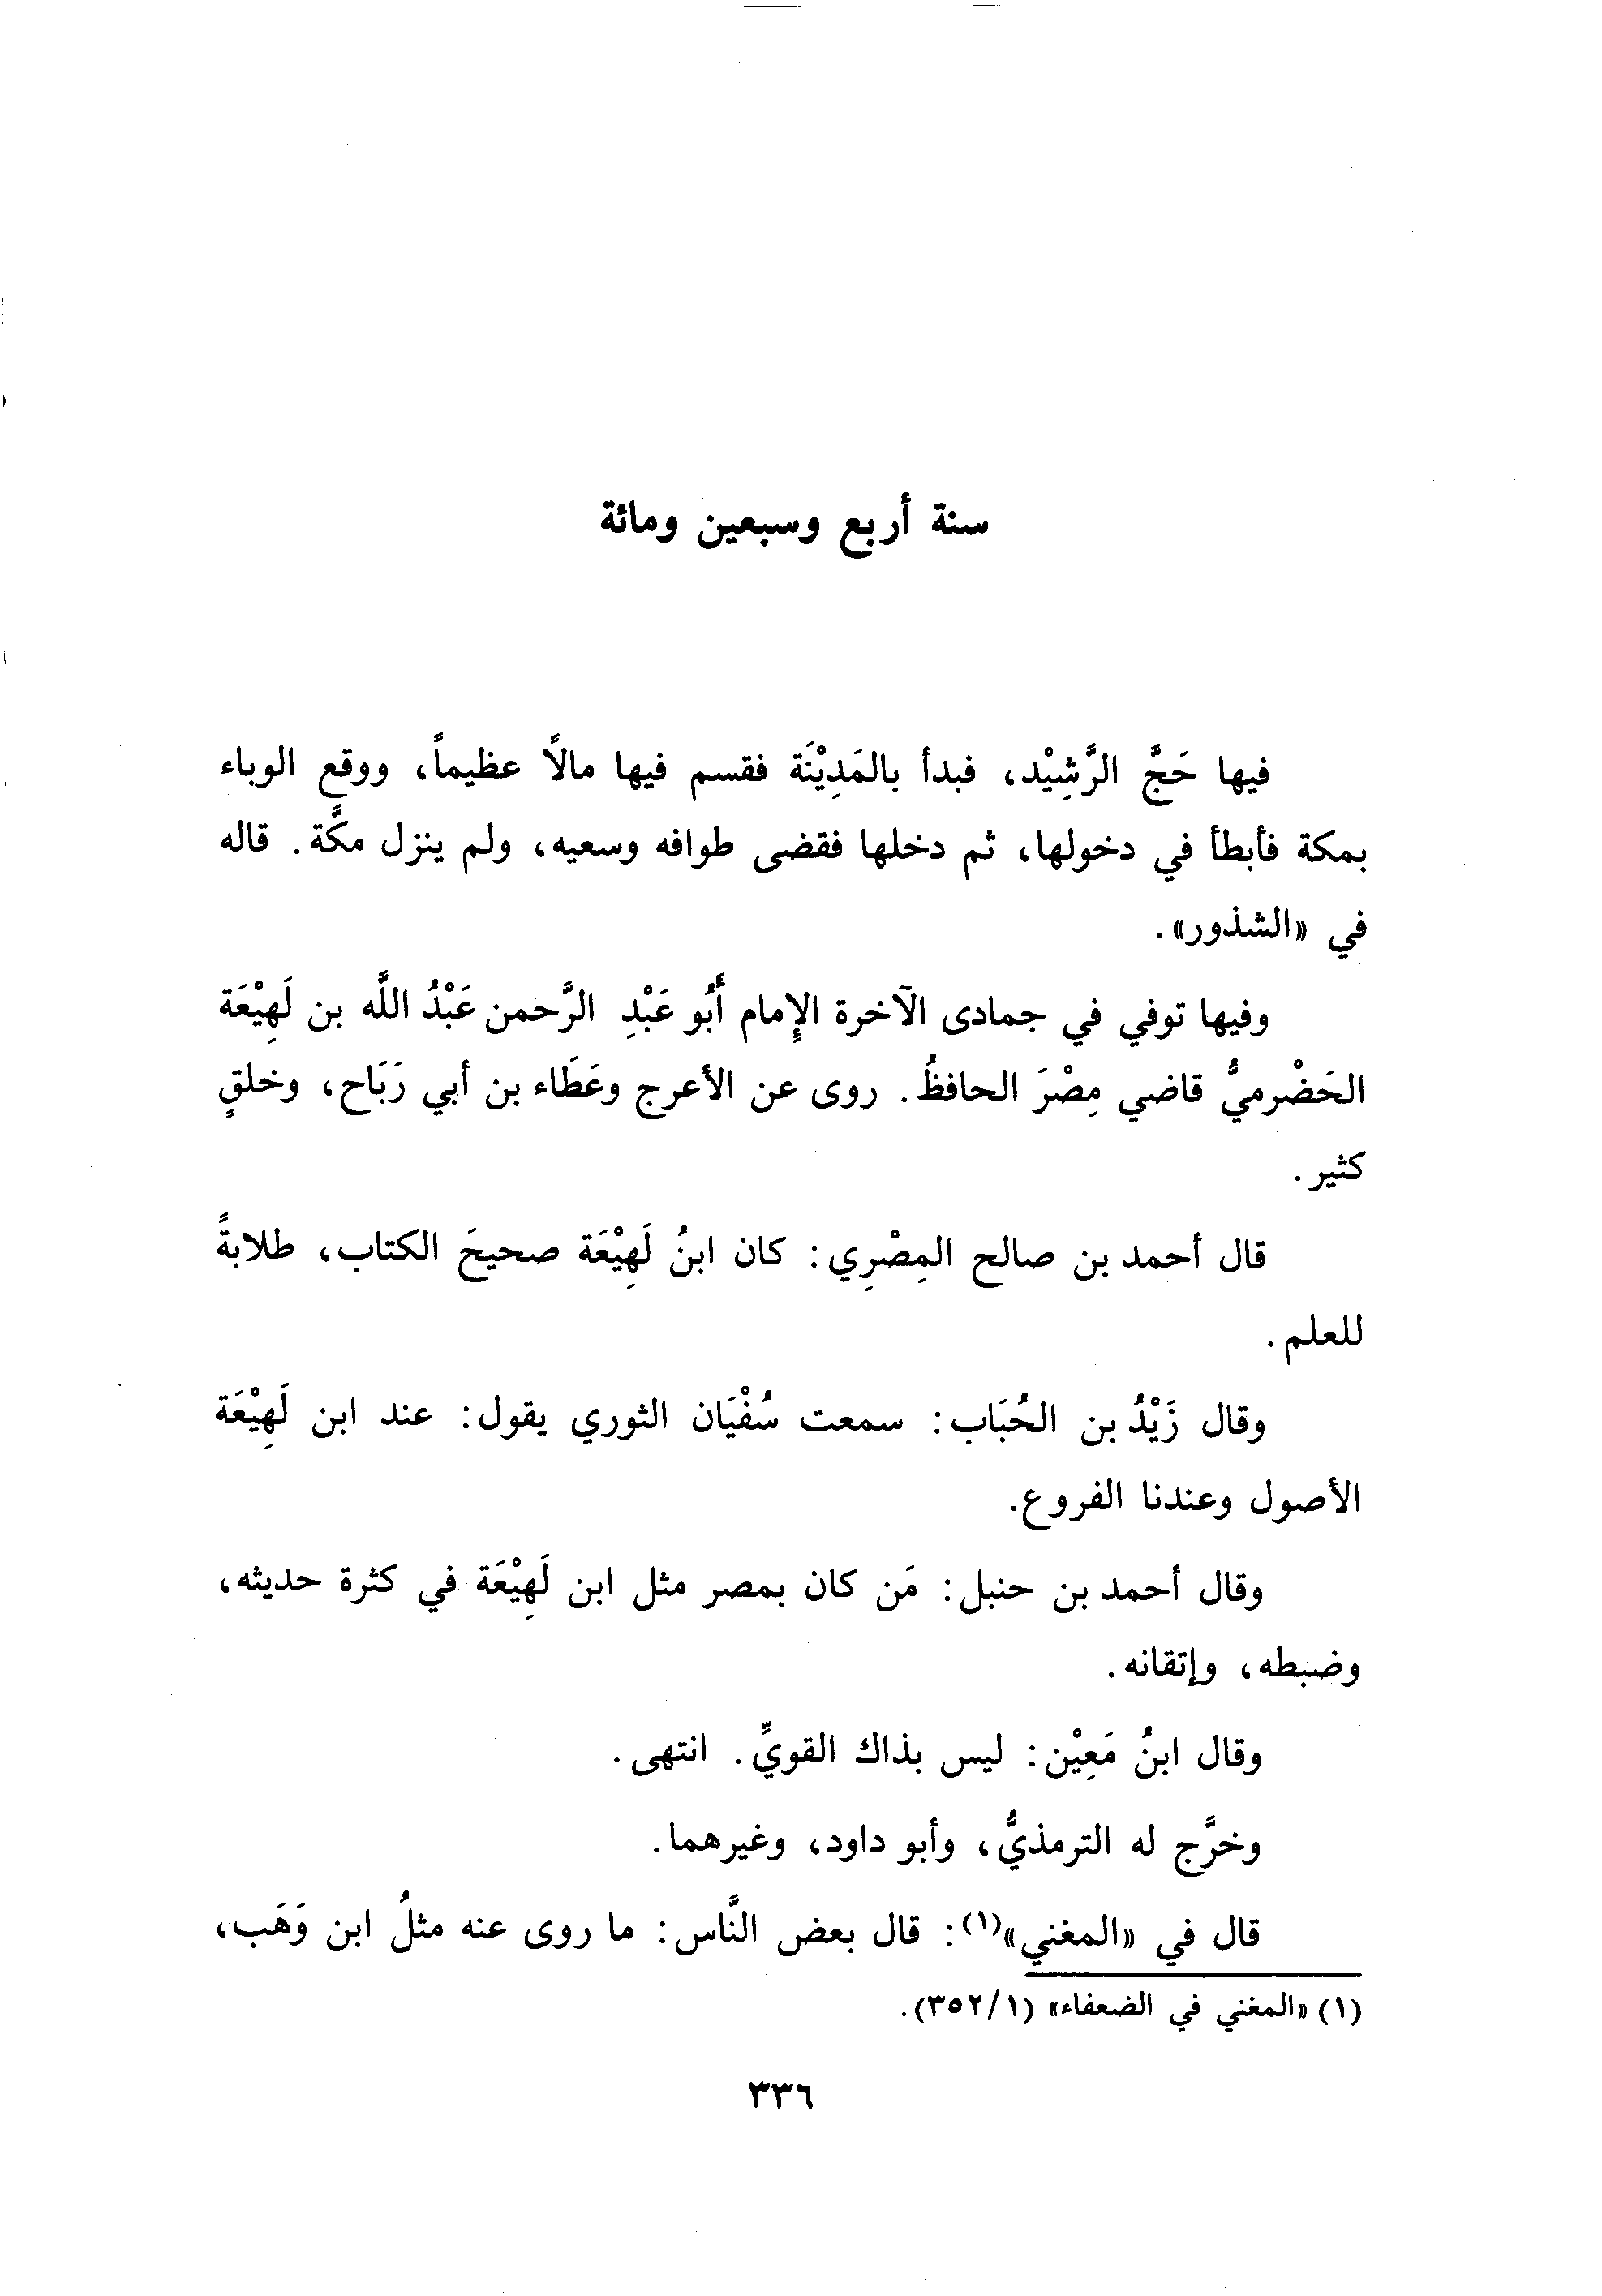 سنة أربع وسبعين ومائة
فيها حَجَّ الرَّشِيْد، فبدأ بالمَدِيْنَة فقسم فيها مالاً عظيماً، ووقع الوباء
بمكة فأبطأ في دخولها، ثم دخلها فقضى طوافه وسعيه، ولم ينزل مكَّة. قاله
في «الشذور».
وفيها توفي في جمادى الآخرة الإِمام أَبُو عَبْدِ الرَّحمن عَبْدُ اللَّه بن لَهِيْعَة
الحَضْرميُّ قاضي مِصْرَ الحافظُ. روى عن الأعرج وعَطَاء بن أبي رَبَاح، وخلقٍ
كثير.
قال أحمد بن صالح المِصْرِي: كان ابنُ لَهِيْعَة صحيحَ الكتاب، طلابةً
للعلم.
وقال زَيْدُ بن الحُبَاب: سمعت سُفْيَان الثوري يقول: عند ابن لَهِيْعَة
الأصول وعندنا الفروع.
وقال أحمد بن حنبل: مَن كان بمصر مثل ابن لَهِيْعَة في كثرة حديثه،
وضبطه، وإتقانه.
وقال ابنُ مَعِيْن: ليس بذاك القويِّ. انتهى.
وخرَّج له الترمذيُّ، وأبو داود، وغيرهما.
قال في «المغني»(١): قال بعض النَّاس: ما روى عنه مثلُ ابن وَهَب،
(١) «المغني في الضعفاء» (١/٣٥٢).
٣٣٦